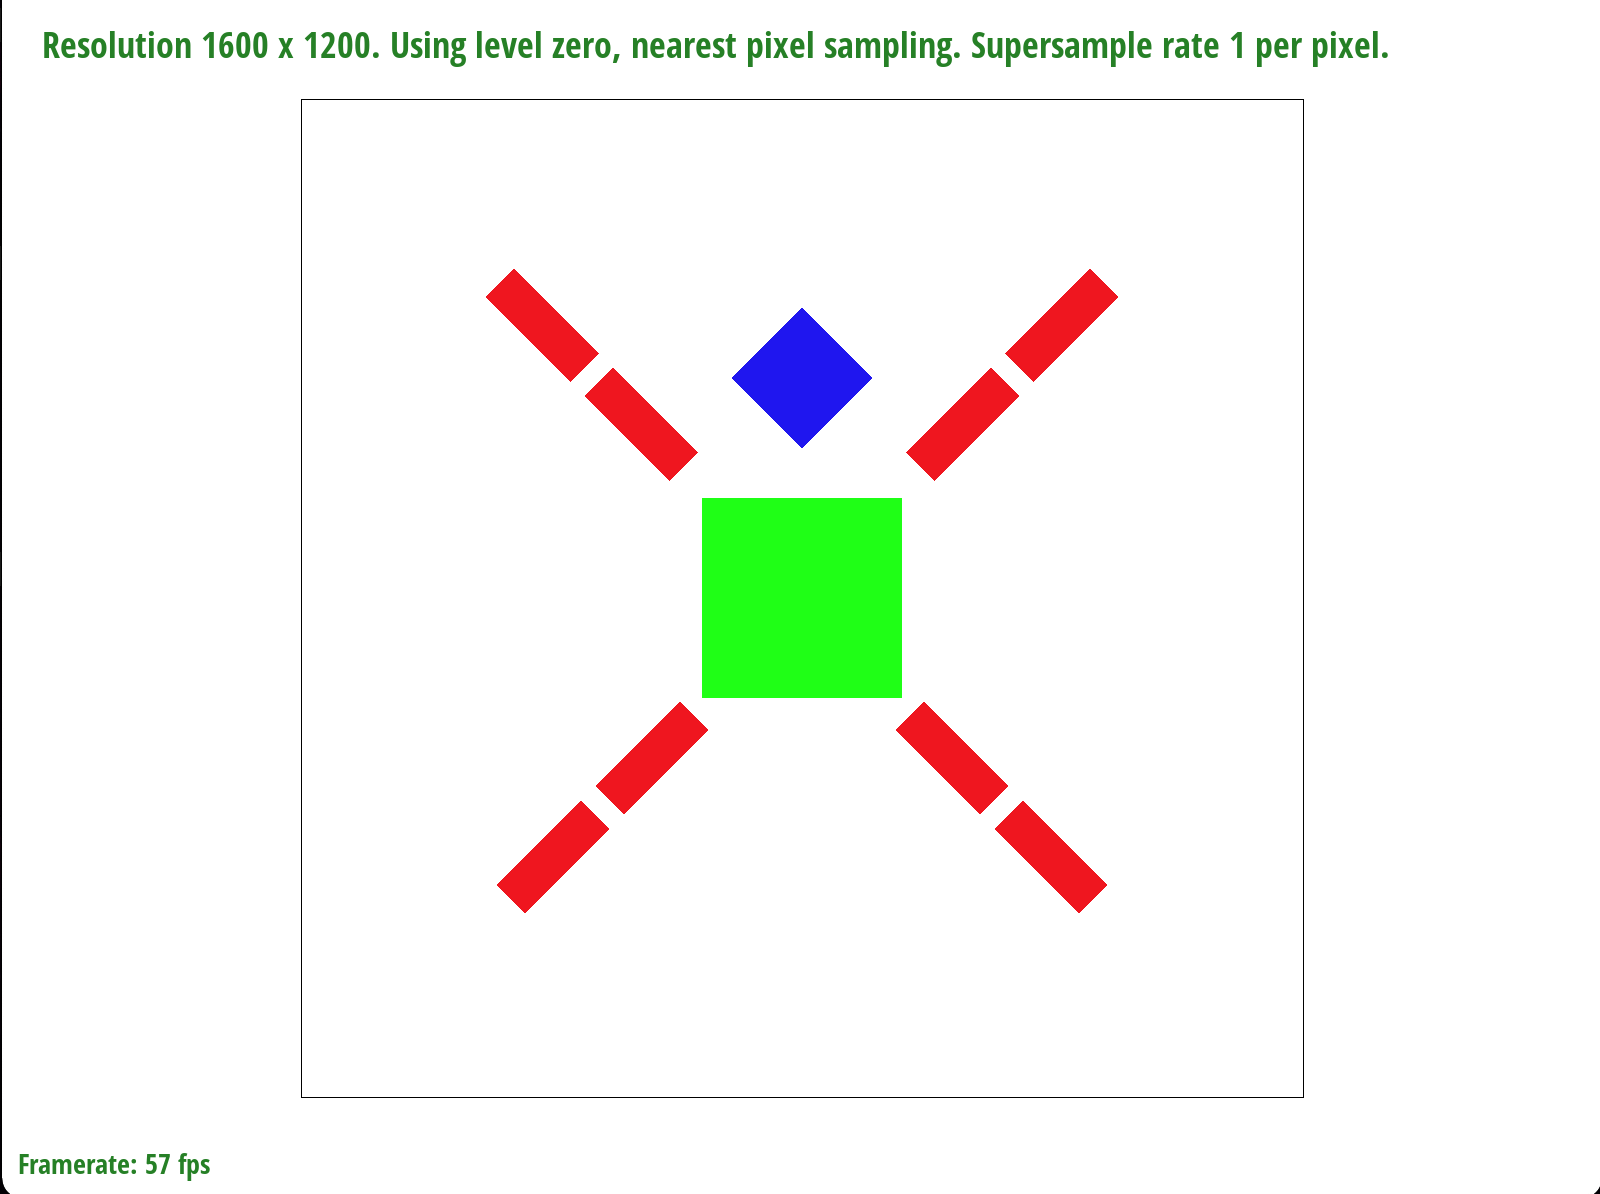 Resolution 1600 x 1200. Using level zero, nearest pixel sampling. Supersample rate 1 per pixel.
Framerate: 57 fps